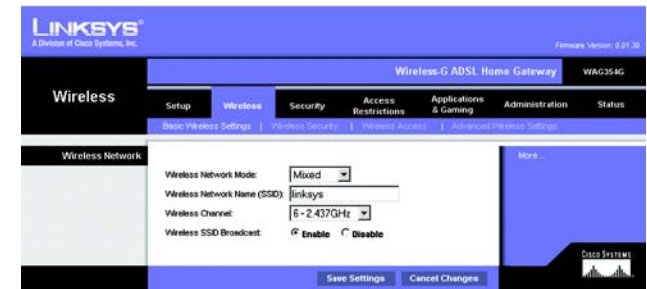 LINKSYS®
A Division of Cisco Systems, Inc.
Firmware Version: 0.01.30
Wireless-G ADSL Home Gateway WAG354G
Wireless
Setup Wireless Security Access Restrictions Applications & Gaming Administration Status
Basic Wireless Settings | Wireless Security | Wireless Access | Advanced Wireless Settings
Wireless Network
More...
Wireless Network Mode: Mixed
Wireless Network Name (SSID): linksys
Wireless Channel: 6 - 2.437GHz
Wireless SSID Broadcast: Enable Disable
Save Settings Cancel Changes
CISCO SYSTEMS